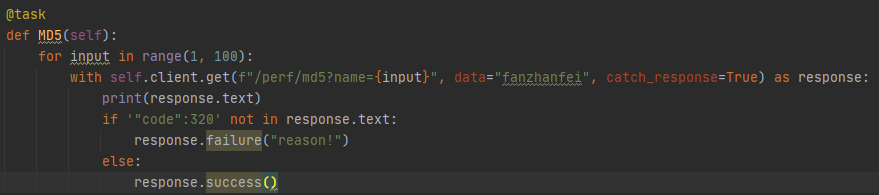 @task
def MD5(self):
    for input in range(1, 100):
        with self.client.get(f"/perf/md5?name={input}", data="fanzhanfei", catch_response=True) as response:
            print(response.text)
            if '"code":320' not in response.text:
                response.failure("reason!")
            else:
                response.success()